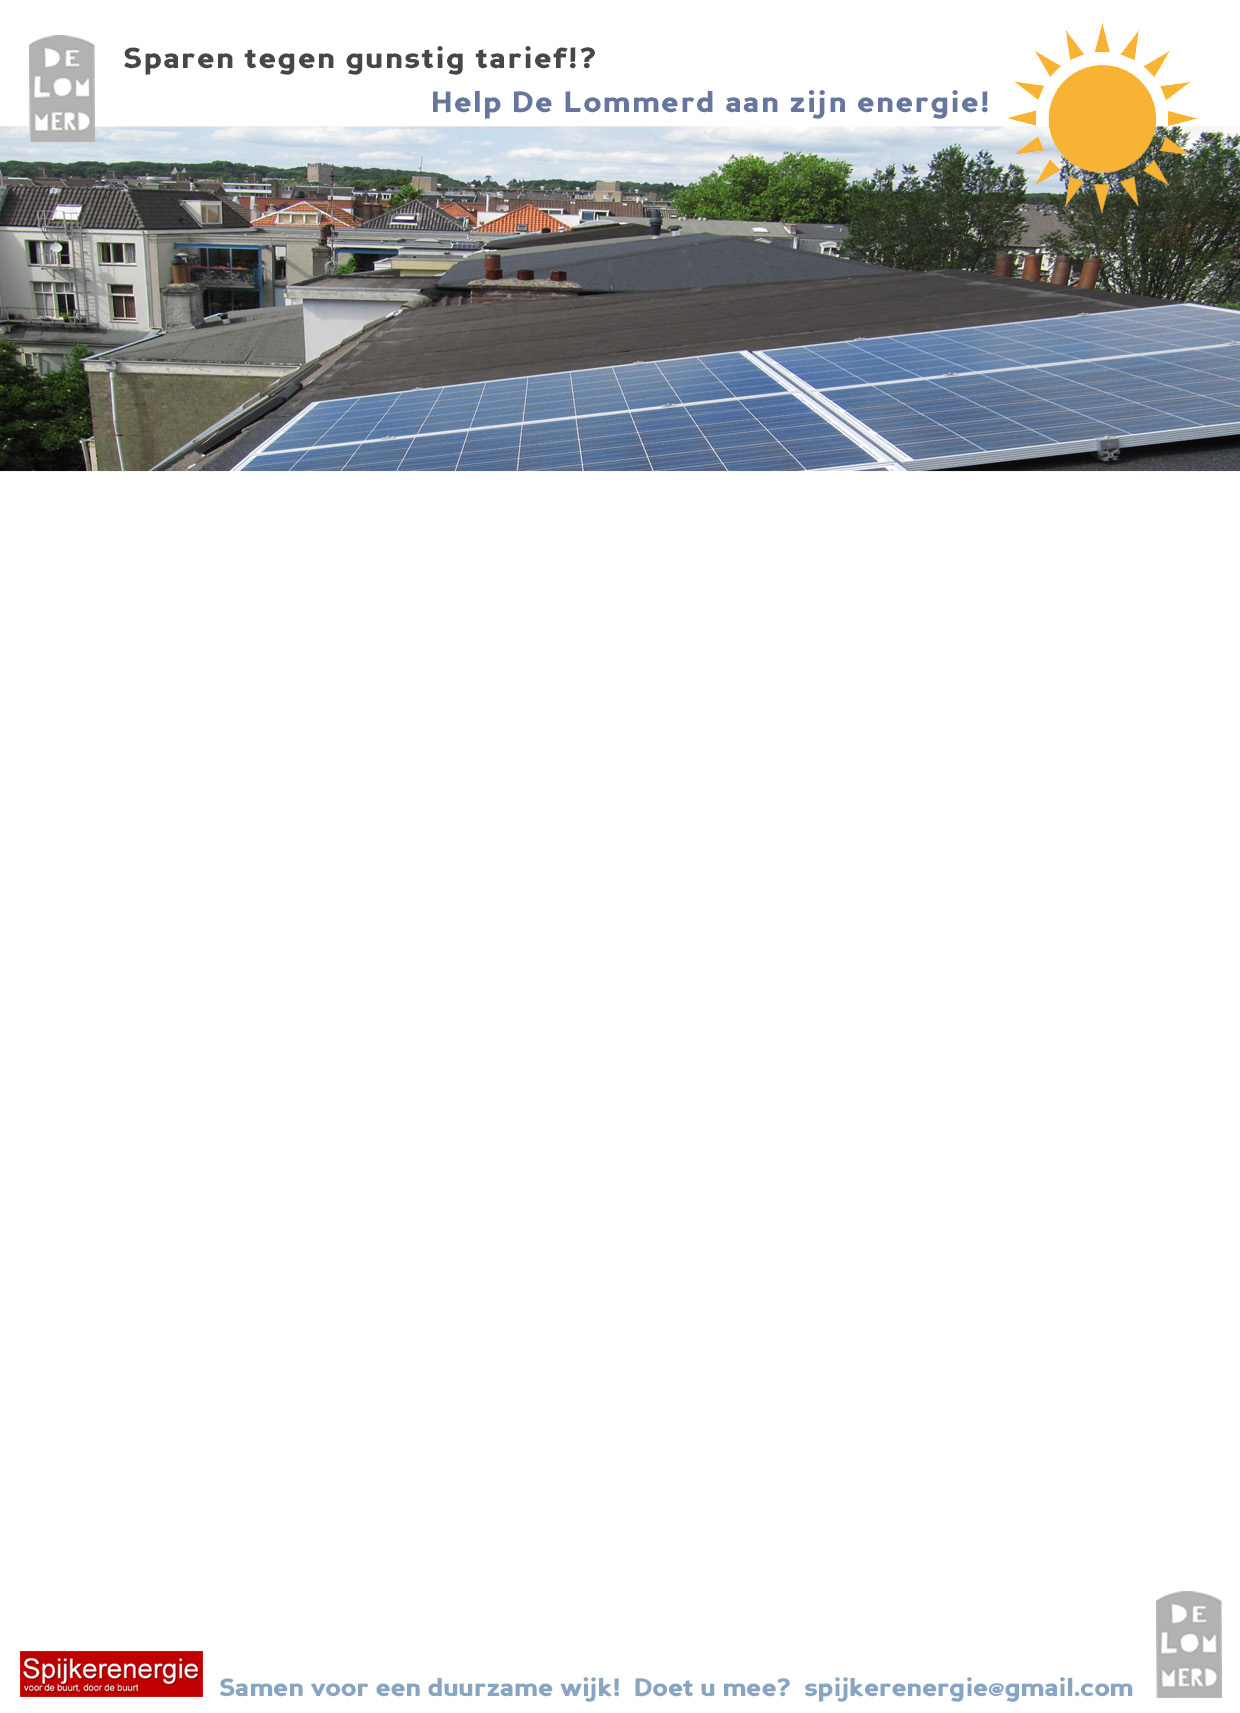 DE
LOM
MERD
Sparen tegen gunstig tarief!?
Help De Lommerd aan zijn energie!
Spijkerenergie
voor de buurt, door de buurt
Samen voor een duurzame wijk! Doet u mee? spijkerenergie@gmail.com
DE
LOM
MERD